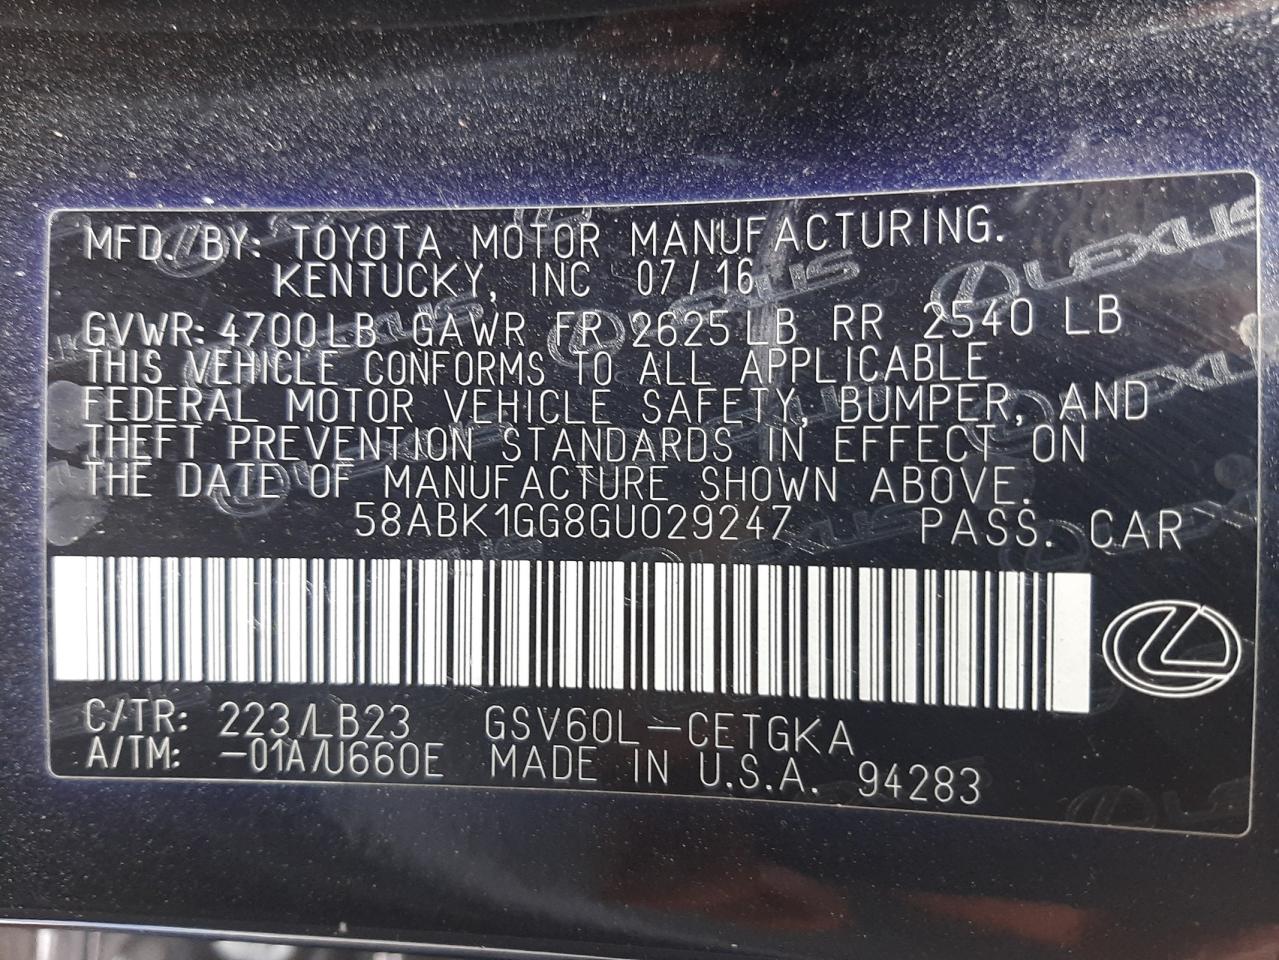 MFD. BY: TOYOTA MOTOR MANUFACTURING.
KENTUCKY, INC 07/16
GVWR: 4700LB GAWR FR 2625LB RR 2540 LB
THIS VEHICLE CONFORMS TO ALL APPLICABLE
FEDERAL MOTOR VEHICLE SAFETY, BUMPER, AND
THEFT PREVENTION STANDARDS IN EFFECT ON
THE DATE OF MANUFACTURE SHOWN ABOVE.
58ABK1GG8GU029247 PASS. CAR
C/TR: 223/LB23 GSV60L-CETGKA
A/TM: -01A/U660E MADE IN U.S.A. 94283
LEXUS